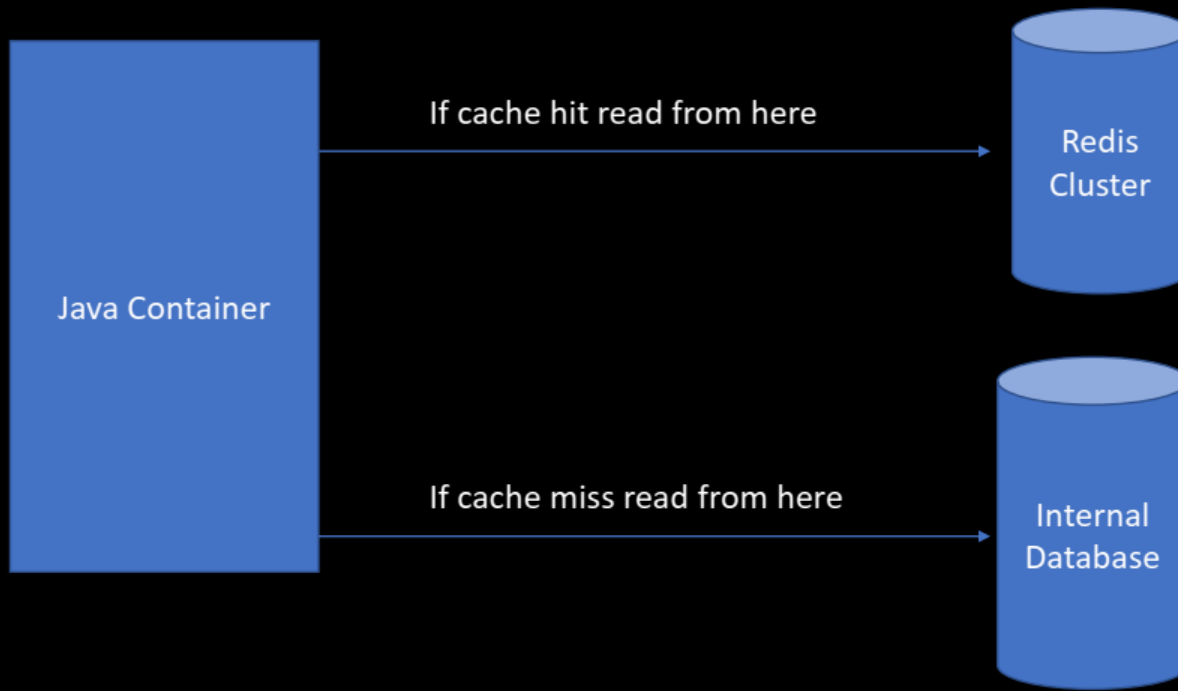 If cache hit read from here
Redis
Cluster
Java Container
If cache miss read from here
Internal
Database